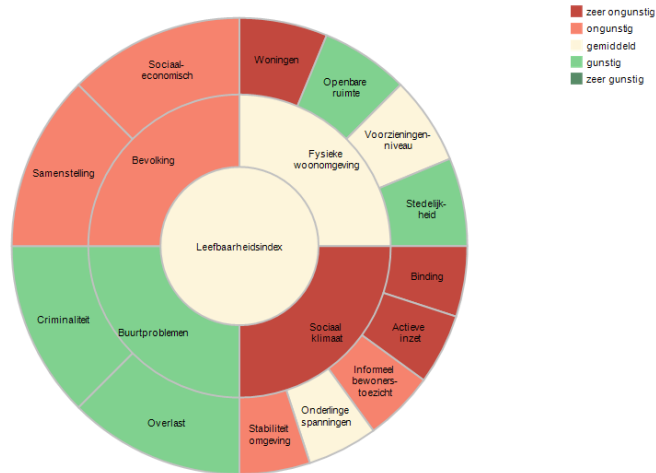 zeer ongunstig
ongunstig
gemiddeld
gunstig
zeer gunstig
Sociaal-
economisch
Woningen
Openbare
ruimte
Voorzieningen-
niveau
Samenstelling
Bevolking
Fysieke
woonomgeving
Stedelijk-
heid
Leefbaarheidsindex
Binding
Criminaliteit
Buurtproblemen
Sociaal
klimaat
Actieve
inzet
Informeel
bewoners-
toezicht
Overlast
Stabiliteit
omgeving
Onderlinge
spanningen